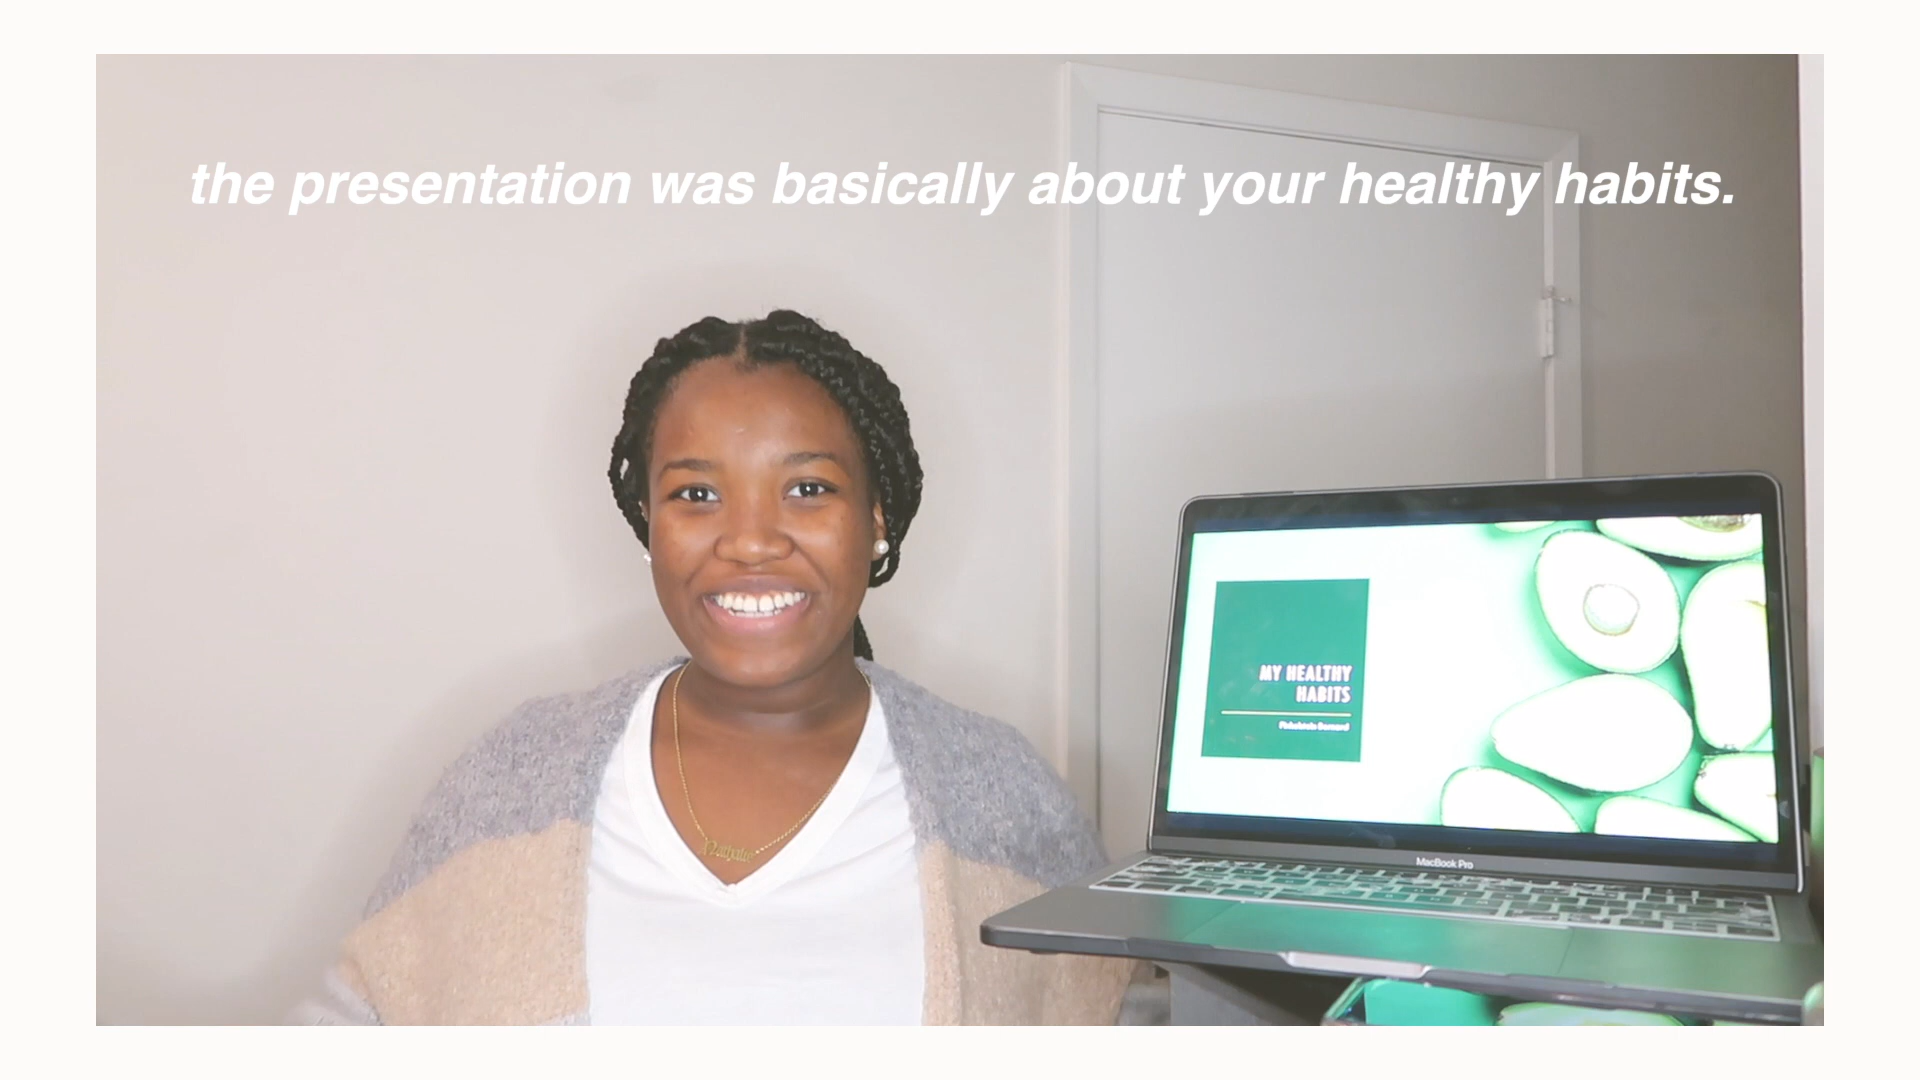 the presentation was basically about your healthy habits.
MY HEALTHY
HABITS
MacBook Pro